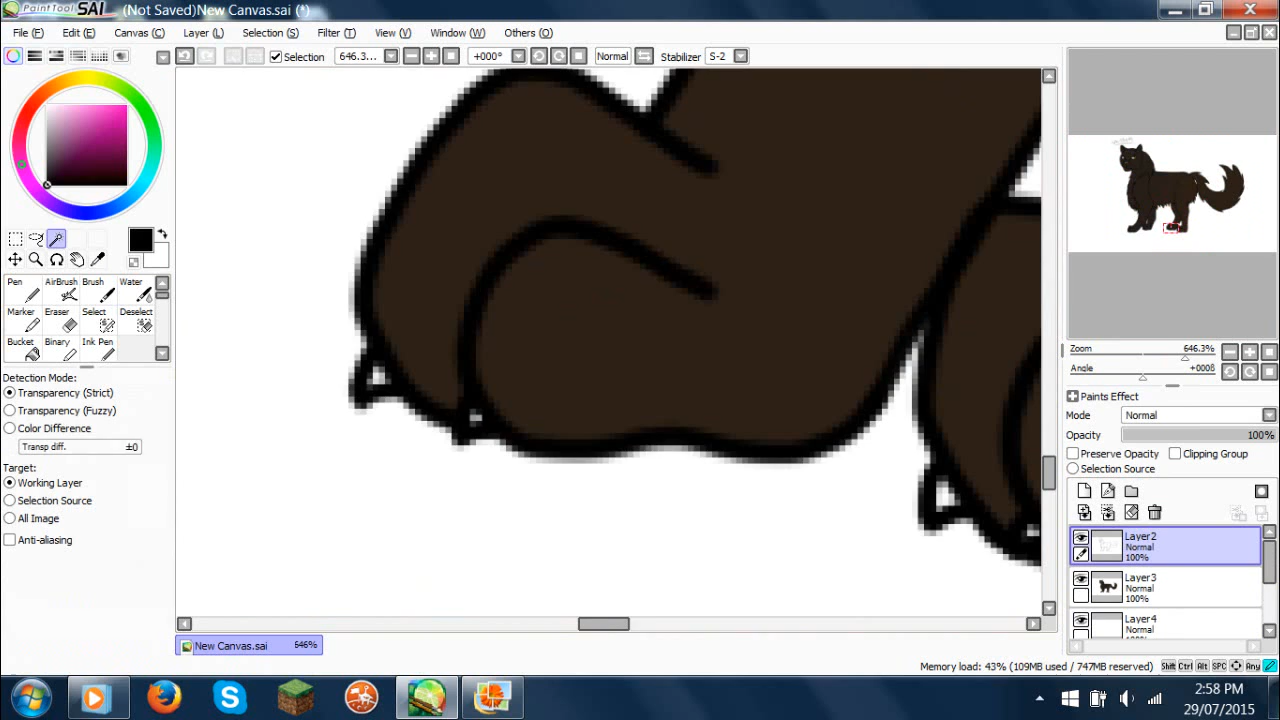 PaintTool SAI (Not Saved)New Canvas.sai (*)
File (F) Edit (E) Canvas (C) Layer (L) Selection (S) Filter (T) View (V) Window (W) Others (O)
Selection 646.3... +000° Normal Stabilizer S-2
Pen AirBrush Brush Water
Marker Eraser Select Deselect
Bucket Binary Ink Pen
Detection Mode:
Transparency (Strict)
Transparency (Fuzzy)
Color Difference
Transp diff. ±0
Target:
Working Layer
Selection Source
All Image
Anti-aliasing
Zoom 646.3%
Angle +000ß
Paints Effect
Mode Normal
Opacity 100%
Preserve Opacity Clipping Group
Selection Source
Layer2
Normal
100%
Layer3
Normal
100%
Layer4
Normal
100%
New Canvas.sai 646%
Memory load: 43% (109MB used / 747MB reserved) Shift Ctrl Alt SPC Any
2:58 PM
29/07/2015